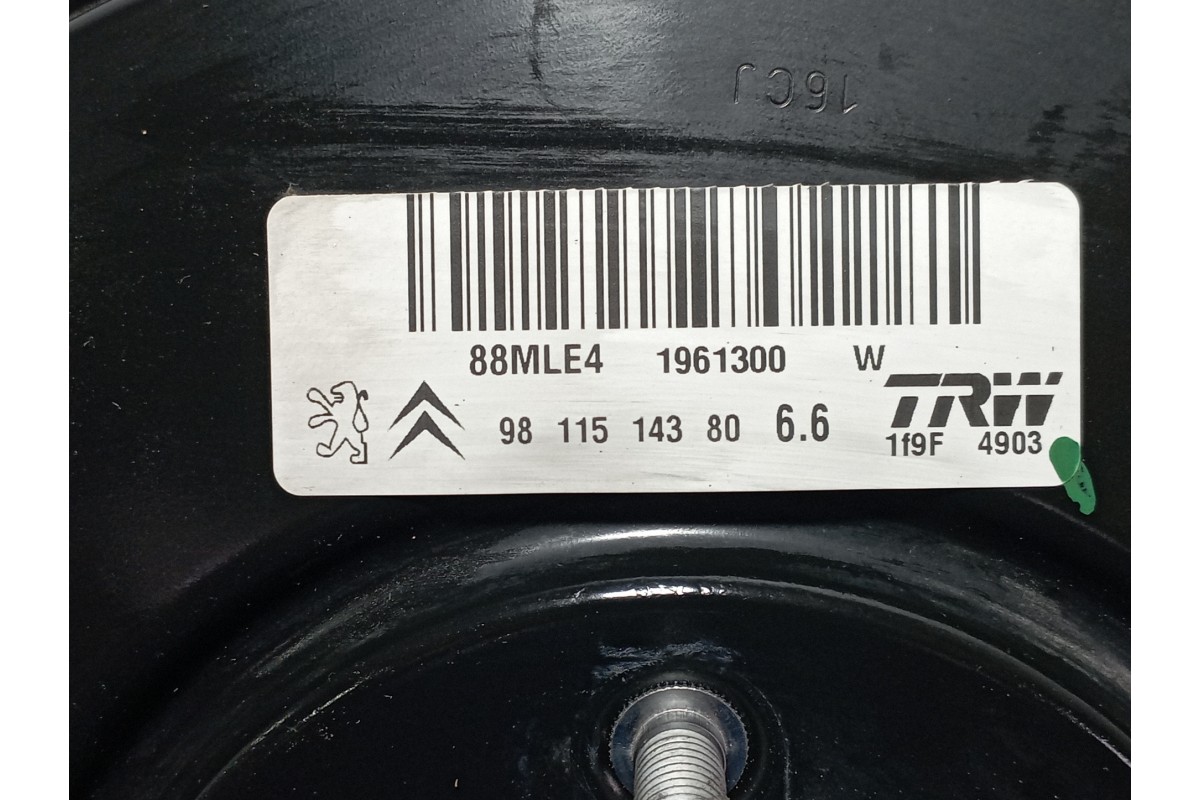 16CJ
88MLE4 1961300 W
TRW
98 115 143 80 6.6
1f9F 4903